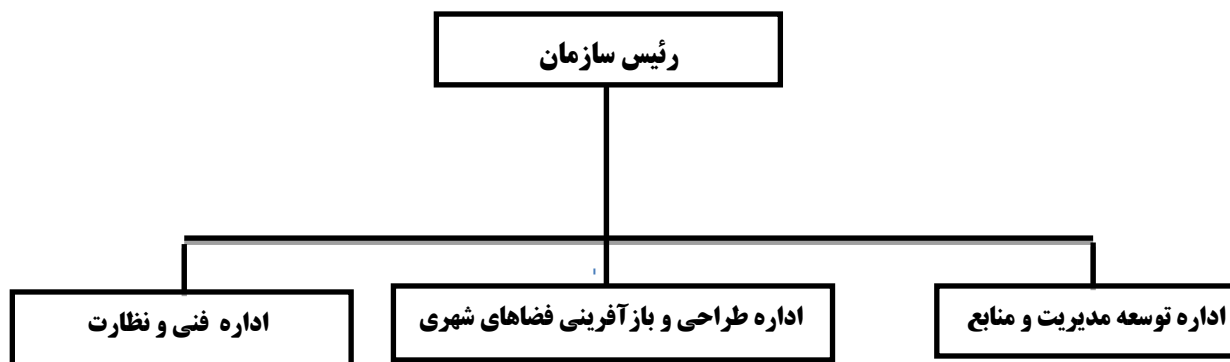 رئیس سازمان
اداره توسعه مدیریت و منابع
اداره طراحی و بازآفرینی فضاهای شهری
اداره فنی و نظارت